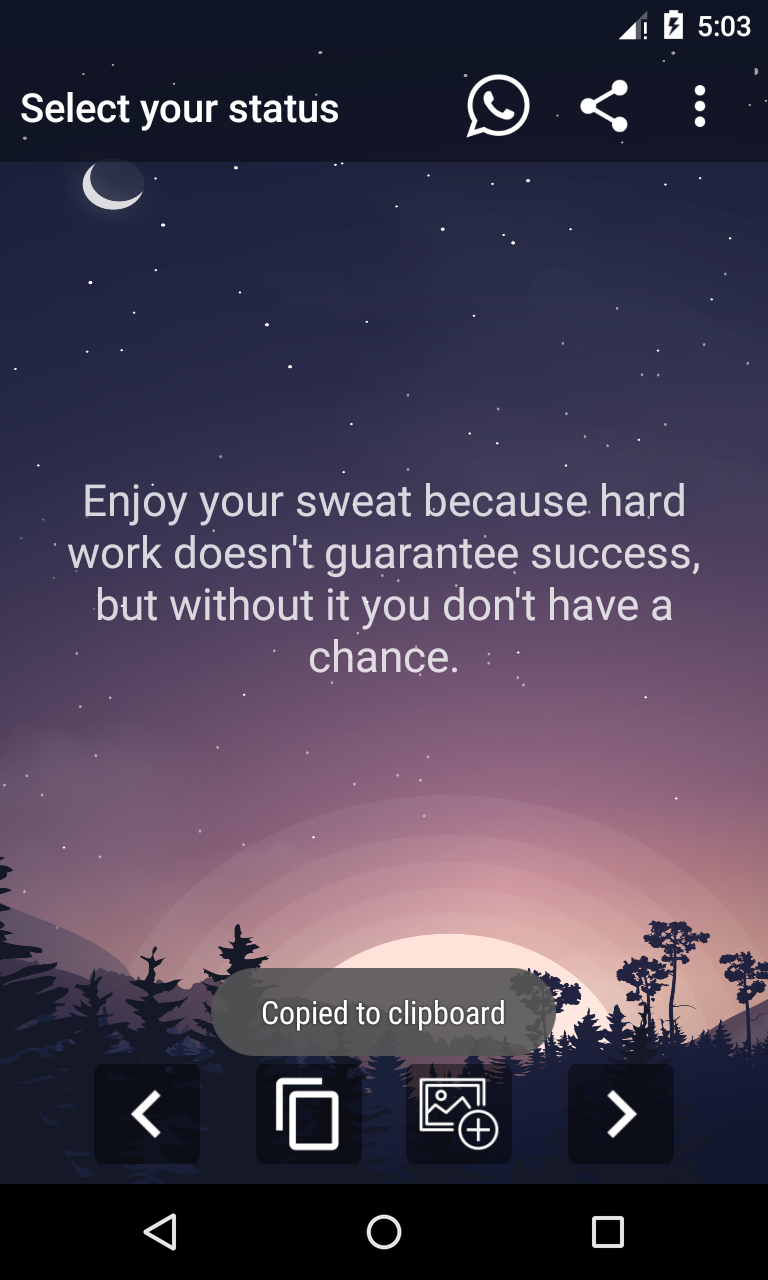 5:03
Select your status
Enjoy your sweat because hard
work doesn't guarantee success,
but without it you don't have a
chance.
Copied to clipboard